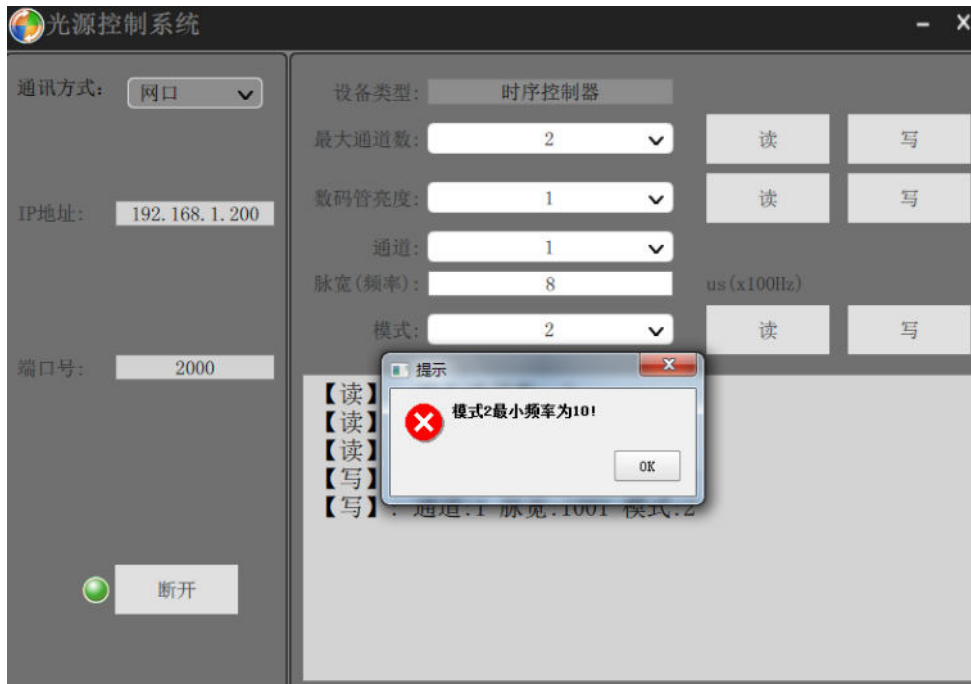 光源控制系统
通讯方式: 网口
IP地址: 192.168.1.200
端口号: 2000
断开
设备类型: 时序控制器
最大通道数: 2 读 写
数码管亮度: 1 读 写
通道: 1
脉宽(频率): 8 us(x100Hz)
模式: 2 读 写
提示
模式2最小频率为10!
OK
【读】
【读】
【读】
【写】
【写】: 通道:1 脉宽:1001 模式:2